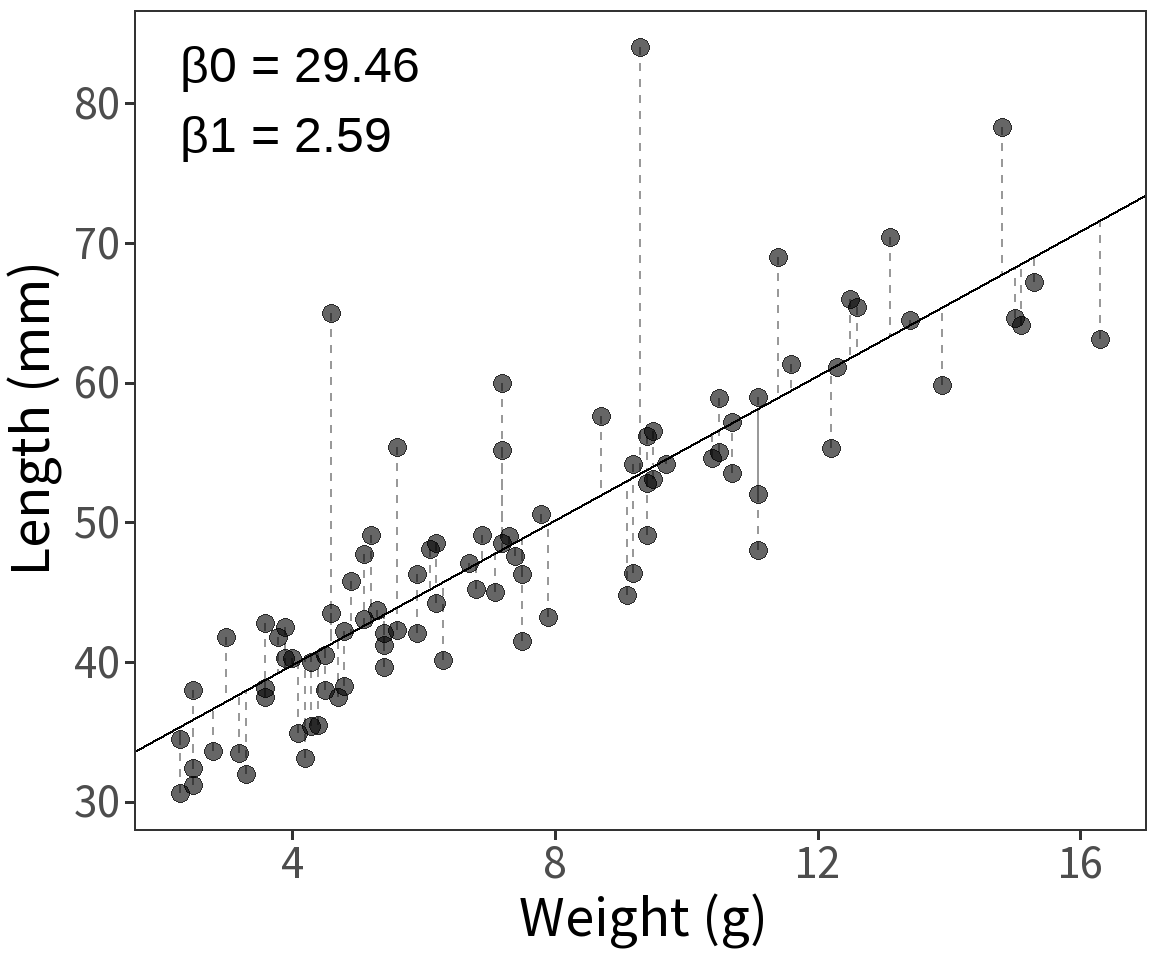 β0 = 29.46
β1 = 2.59
80
70
60
50
40
30
Length (mm)
4 8 12 16
Weight (g)